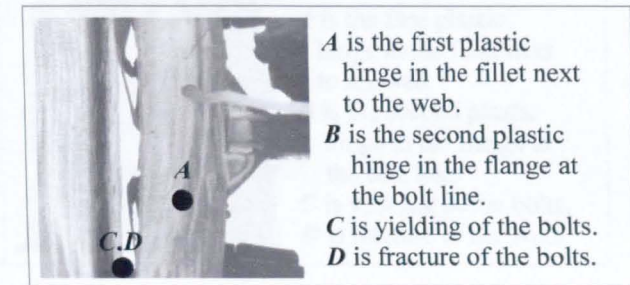 A is the first plastic
hinge in the fillet next
to the web.
B is the second plastic
hinge in the flange at
the bolt line.
C is yielding of the bolts.
D is fracture of the bolts.
A
C.D